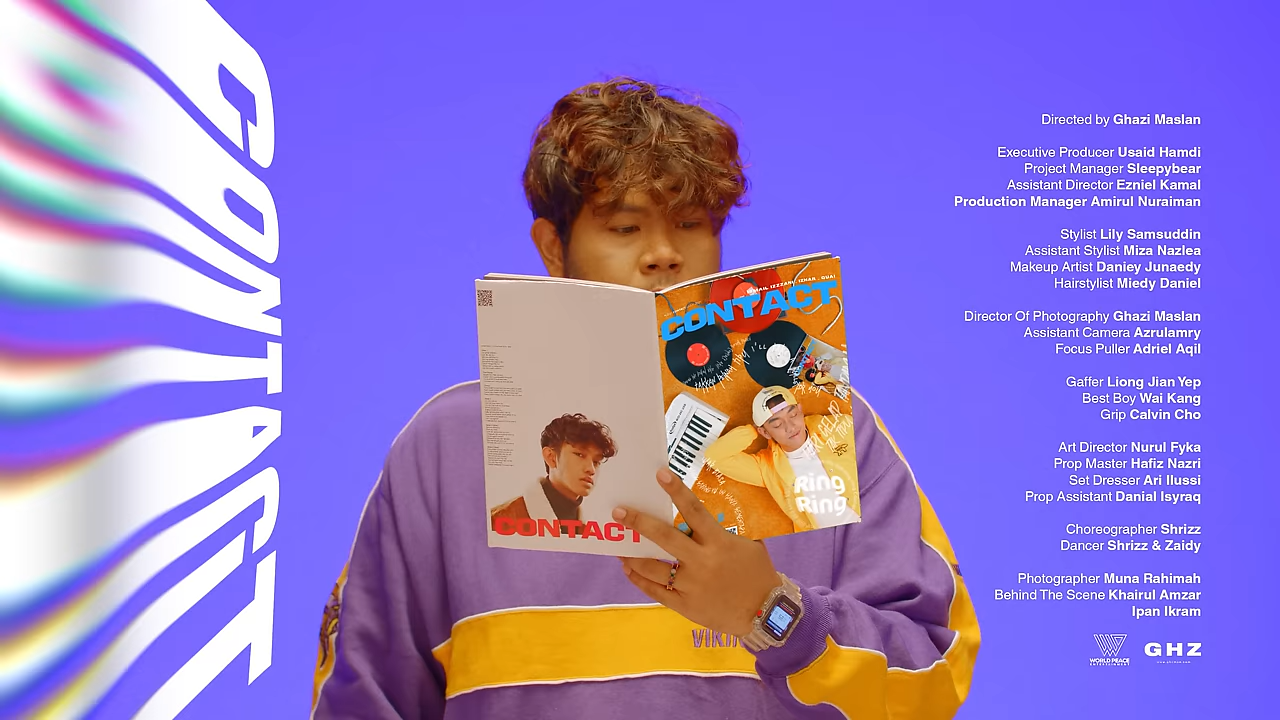 CONTACT
Directed by Ghazi Maslan
Executive Producer Usaid Hamdi
Project Manager Sleepybear
Assistant Director Ezniel Kamal
Production Manager Amirul Nuraiman
Stylist Lily Samsuddin
Assistant Stylist Miza Nazlea
Makeup Artist Daniey Junaedy
Hairstylist Miedy Daniel
Director Of Photography Ghazi Maslan
Assistant Camera Azrulamry
Focus Puller Adriel Aqil
Gaffer Liong Jian Yep
Best Boy Wai Kang
Grip Calvin Cho
Art Director Nurul Fyka
Prop Master Hafiz Nazri
Set Dresser Ari Ilussi
Prop Assistant Danial Isyraq
Choreographer Shrizz
Dancer Shrizz & Zaidy
Photographer Muna Rahimah
Behind The Scene Khairul Amzar
Ipan Ikram
WORLD PEACE
ENTERTAINMENT
GHZ
CONTACT
CONTACT
Ring
Ring
VIKI